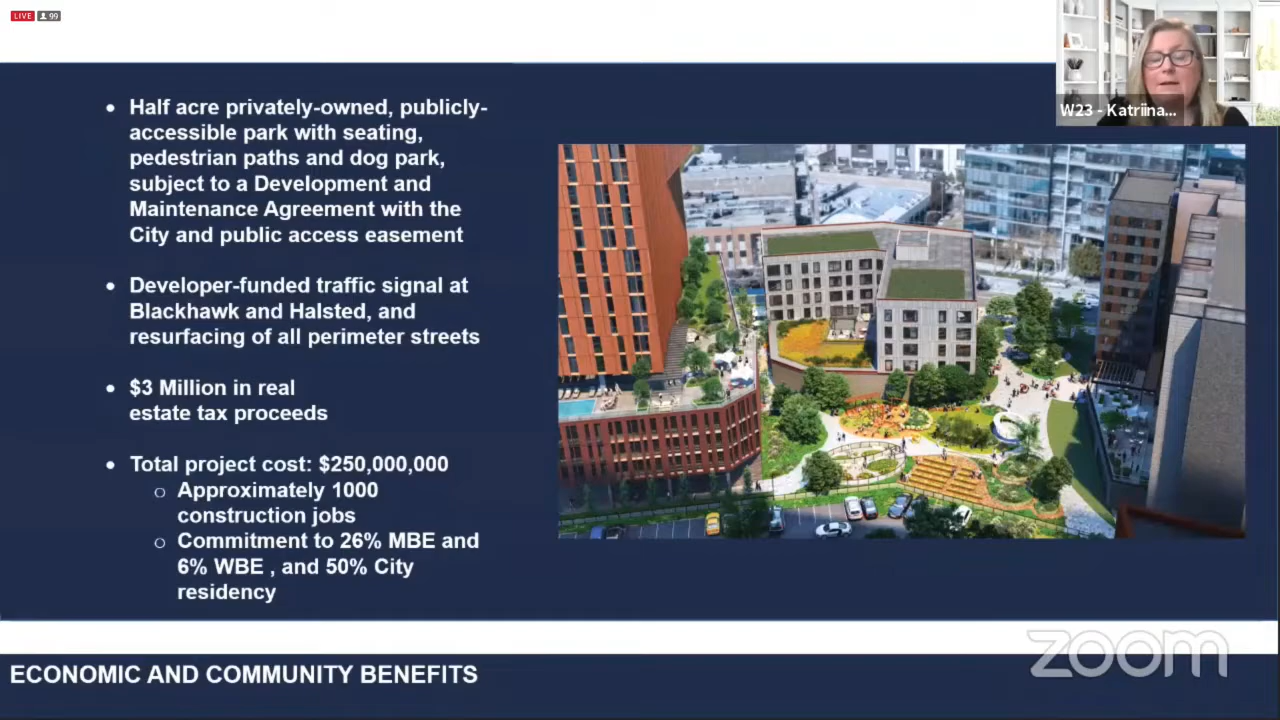 LIVE 99
W23 - Katriina...
• Half acre privately-owned, publicly-
accessible park with seating,
pedestrian paths and dog park,
subject to a Development and
Maintenance Agreement with the
City and public access easement
• Developer-funded traffic signal at
Blackhawk and Halsted, and
resurfacing of all perimeter streets
• $3 Million in real
estate tax proceeds
• Total project cost: $250,000,000
o Approximately 1000
construction jobs
o Commitment to 26% MBE and
6% WBE , and 50% City
residency
zoom
ECONOMIC AND COMMUNITY BENEFITS